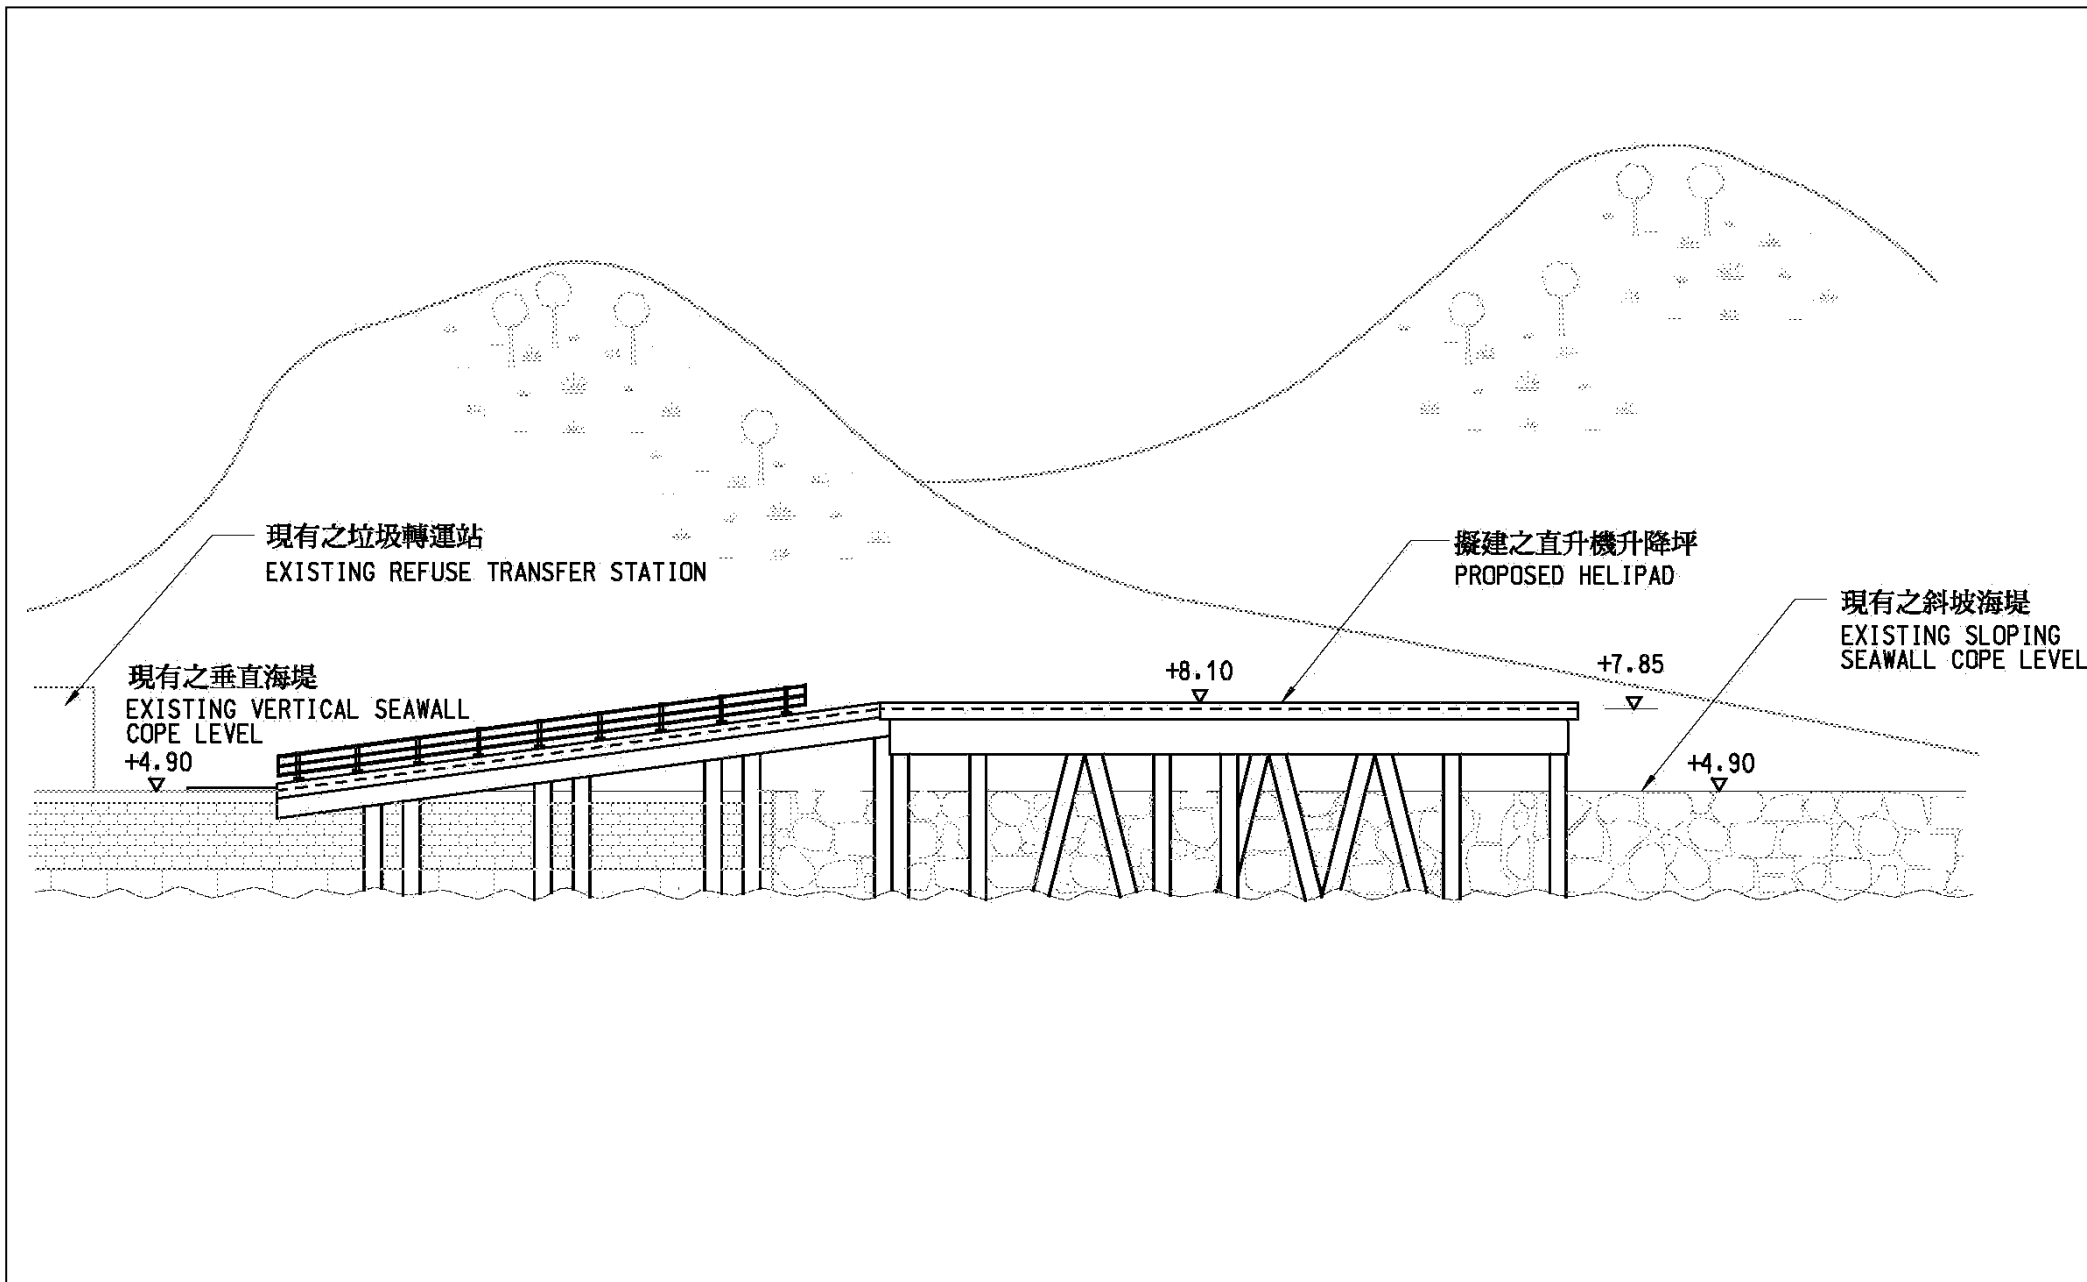 現有之垃圾轉運站
EXISTING REFUSE TRANSFER STATION
擬建之直升機升降坪
PROPOSED HELIPAD
現有之斜坡海堤
EXISTING SLOPING
SEAWALL COPE LEVEL
現有之垂直海堤
EXISTING VERTICAL SEAWALL
COPE LEVEL
+4.90
+8.10
+7.85
+4.90